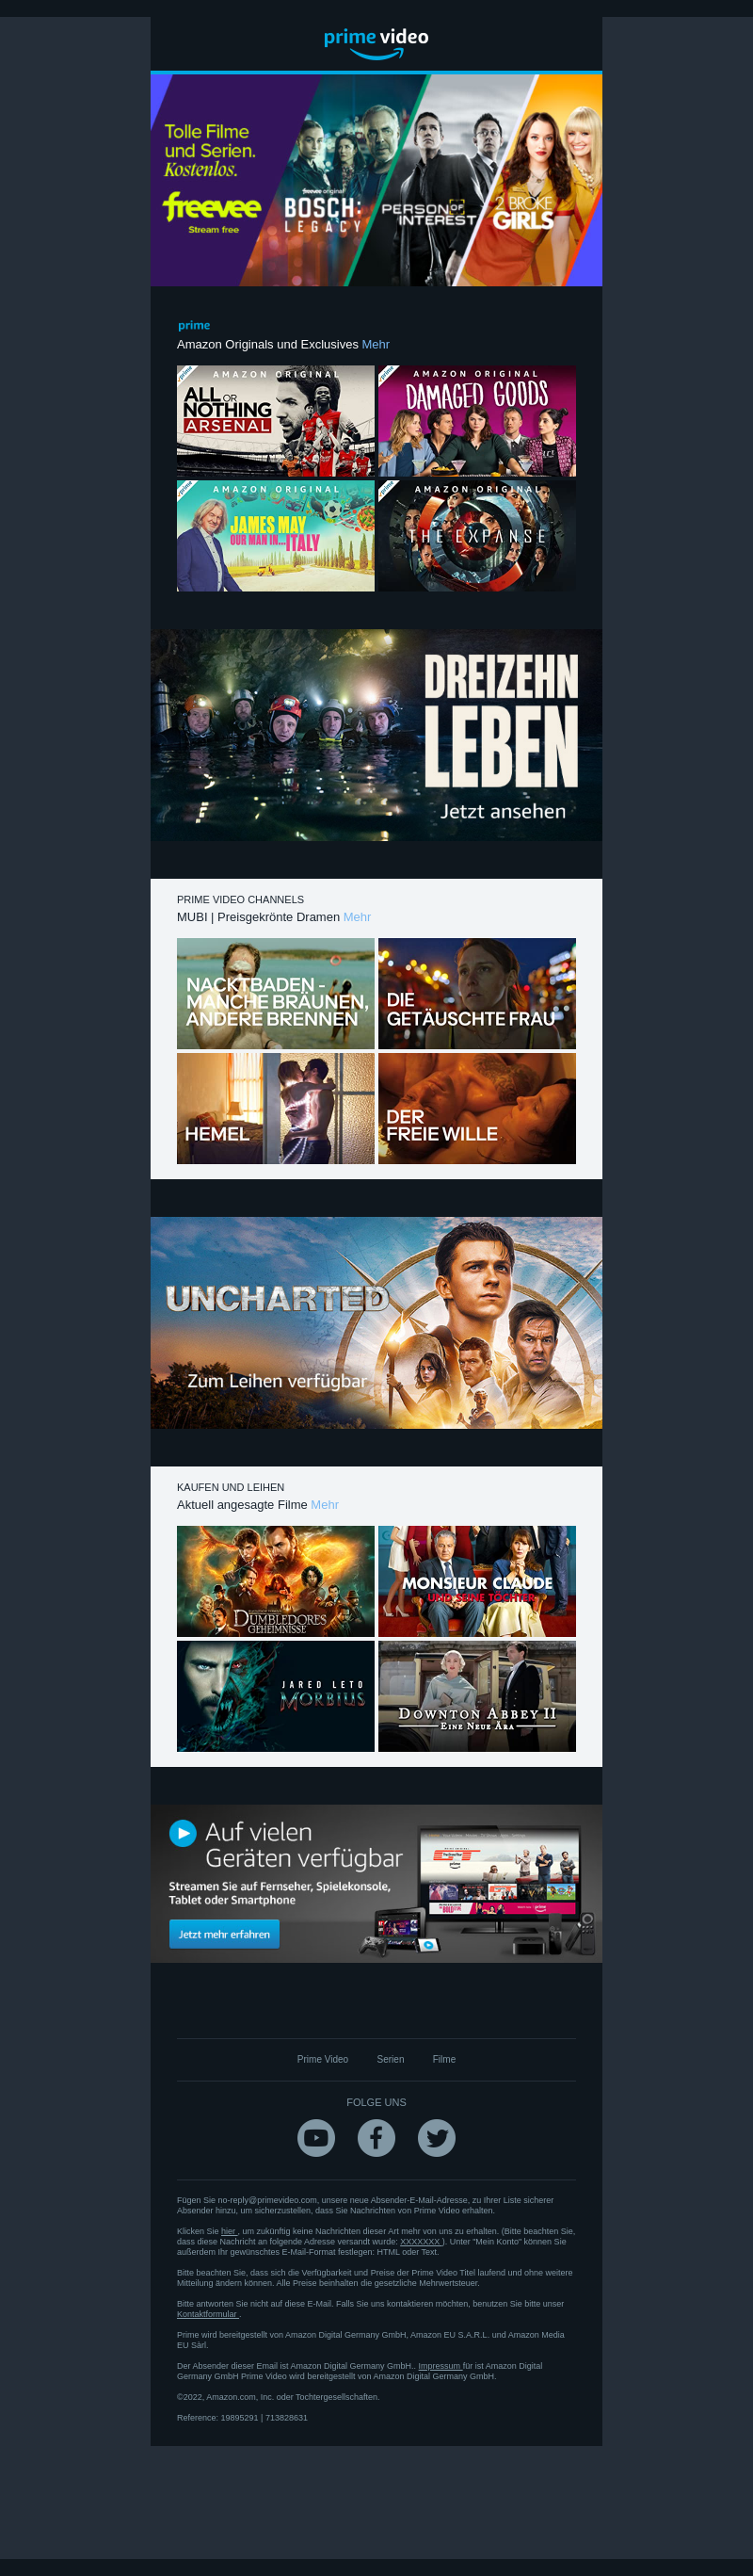 prime video
Tolle Filme
und Serien.
Kostenlos.
freevee
Stream free
freevee original
BOSCH:
LEGACY
PERSON OF
INTEREST
2 BROKE
GIRLS
prime
Amazon Originals und Exclusives Mehr
prime
AMAZON ORIGINAL
ALL OR
NOTHING
ARSENAL
prime
AMAZON ORIGINAL
DAMAGED GOODS
prime
AMAZON ORIGINAL
JAMES MAY
OUR MAN IN... ITALY
prime
AMAZON ORIGINAL
THE EXPANSE
DREIZEHN
LEBEN
Jetzt ansehen
PRIME VIDEO CHANNELS
MUBI | Preisgekrönte Dramen Mehr
NACKTBADEN -
MANCHE BRÄUNEN,
ANDERE BRENNEN
DIE
GETÄUSCHTE FRAU
HEMEL
DER
FREIE WILLE
UNCHARTED
Zum Leihen verfügbar
KAUFEN UND LEIHEN
Aktuell angesagte Filme Mehr
DUMBLEDORES
GEHEIMNISSE
MONSIEUR CLAUDE
UND SEINE TÖCHTER
JARED LETO
MORBIUS
DOWNTON ABBEY II
EINE NEUE ÄRA
Auf vielen
Geräten verfügbar
Streamen Sie auf Fernseher, Spielekonsole,
Tablet oder Smartphone
Jetzt mehr erfahren
Prime Video Serien Filme
FOLGE UNS
Fügen Sie no-reply@primevideo.com, unsere neue Absender-E-Mail-Adresse, zu Ihrer Liste sicherer
Absender hinzu, um sicherzustellen, dass Sie Nachrichten von Prime Video erhalten.
Klicken Sie hier , um zukünftig keine Nachrichten dieser Art mehr von uns zu erhalten. (Bitte beachten Sie,
dass diese Nachricht an folgende Adresse versandt wurde: XXXXXXX ). Unter "Mein Konto" können Sie
außerdem Ihr gewünschtes E-Mail-Format festlegen: HTML oder Text.
Bitte beachten Sie, dass sich die Verfügbarkeit und Preise der Prime Video Titel laufend und ohne weitere
Mitteilung ändern können. Alle Preise beinhalten die gesetzliche Mehrwertsteuer.
Bitte antworten Sie nicht auf diese E-Mail. Falls Sie uns kontaktieren möchten, benutzen Sie bitte unser
Kontaktformular .
Prime wird bereitgestellt von Amazon Digital Germany GmbH, Amazon EU S.A.R.L. und Amazon Media
EU Sàrl.
Der Absender dieser Email ist Amazon Digital Germany GmbH.. Impressum für ist Amazon Digital
Germany GmbH Prime Video wird bereitgestellt von Amazon Digital Germany GmbH.
©2022, Amazon.com, Inc. oder Tochtergesellschaften.
Reference: 19895291 | 713828631